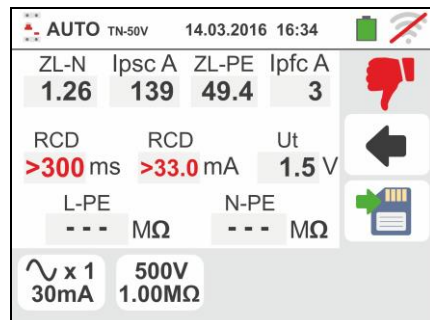 AUTO TN-50V 14.03.2016 16:34
ZL-N Ipsc A ZL-PE Ipfc A
1.26 139 49.4 3
RCD RCD Ut
>300 ms >33.0 mA 1.5 V
L-PE N-PE
--- MΩ --- MΩ
x 1 500V
30mA 1.00MΩ